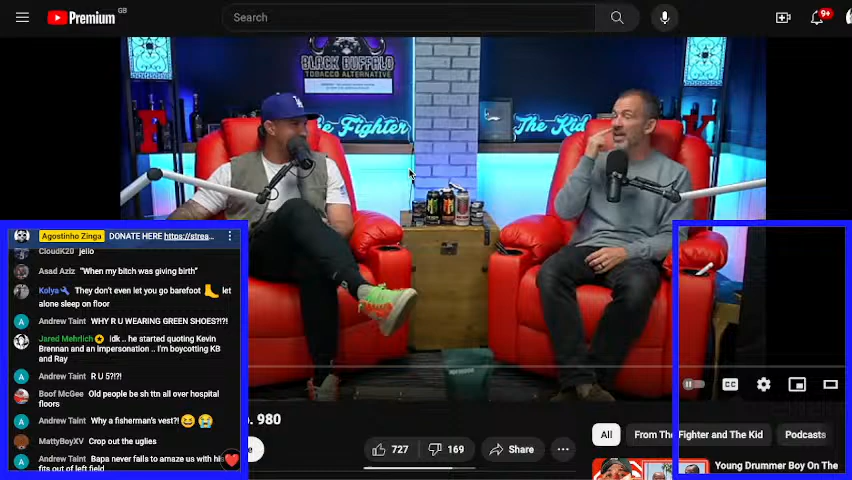 Premium GB
Search
9+
BLACK BUFFALO
TOBACCO ALTERNATIVE
Fighter
The Kid
F
K
Agostinho Zinga DONATE HERE https://strea...
CloudK20 jello
Asad Aziz "When my bitch was giving birth"
Kolya They don't even let you go barefoot let
alone sleep on floor
A Andrew Taint WHY R U WEARING GREEN SHOES?!?!
Jared Mehrlich idk .. he started quoting Kevin
Brennan and an impersonation .. I'm boycotting KB
and Ray
A Andrew Taint R U 5?!?!
Boof McGee Old people be sh ttn all over hospital
floors
A Andrew Taint Why a fisherman's vest?!
MattyBoyXV Crop out the uglies
A Andrew Taint Bapa never fails to amaze us with his
fits out of left field
CC
o. 980
727
169
Share
All
From The Fighter and The Kid
Podcasts
Young Drummer Boy On The